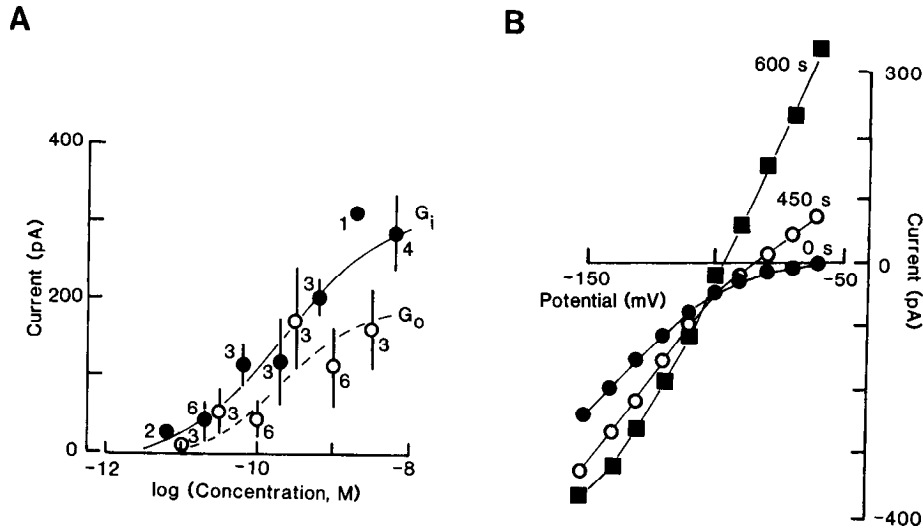 A
Current (pA)
400
200
0
-12
-10
-8
log (Concentration, M)
2
3
6
3
3
6
3
3
3
1
6
3
4
Gi
Go
B
600 s
450 s
0 s
300
0
-400
-150
-50
Potential (mV)
Current (pA)